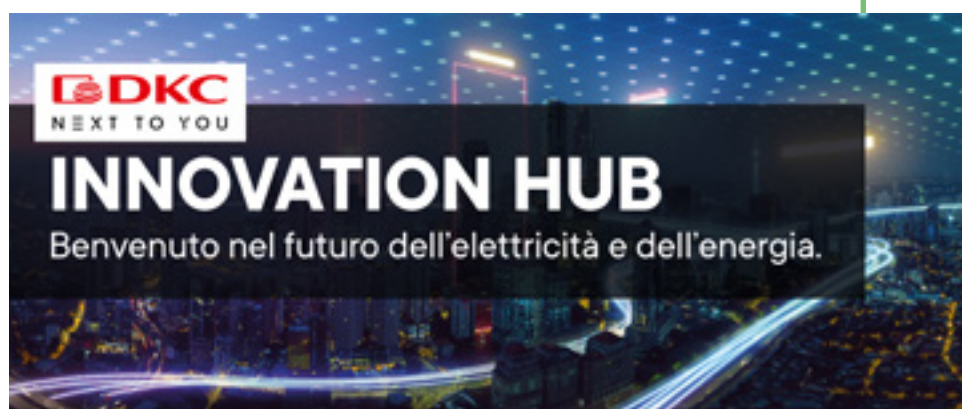 DKC
NEXT TO YOU
INNOVATION HUB
Benvenuto nel futuro dell'elettricità e dell'energia.